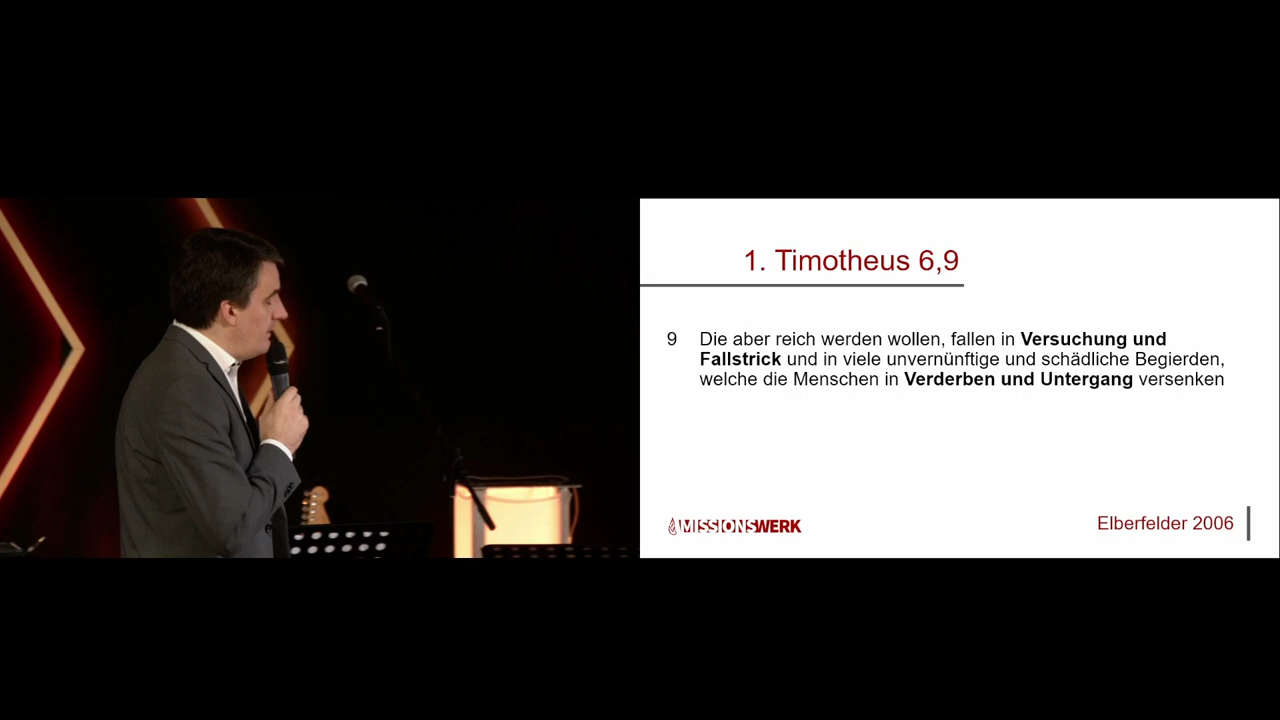 1. Timotheus 6,9
9 Die aber reich werden wollen, fallen in Versuchung und
Fallstrick und in viele unvernünftige und schädliche Begierden,
welche die Menschen in Verderben und Untergang versenken
MISSIONSWERK
Elberfelder 2006